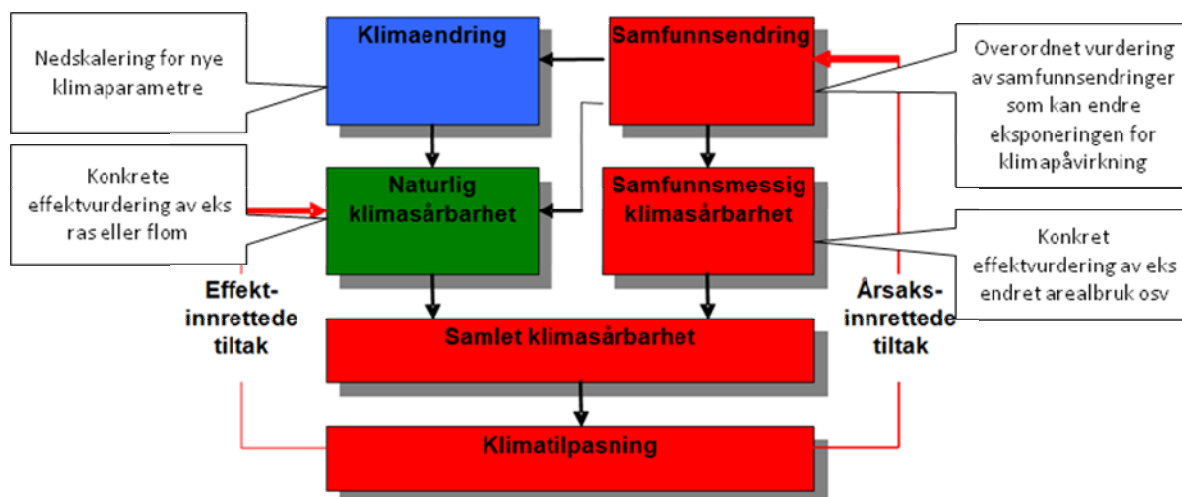 Klimaendring
Samfunnsendring
Nedskalering for nye
klimaparametre
Overordnet vurdering
av samfunnsendringer
som kan endre
eksponeringen for
klimapåvirkning
Konkrete
effektvurdering av eks
ras eller flom
Naturlig
klimasårbarhet
Samfunnsmessig
klimasårbarhet
Konkret
effektvurdering av eks
endret arealbruk osv
Effekt-
innrettede
tiltak
Årsaks-
innrettede
tiltak
Samlet klimasårbarhet
Klimatilpasning